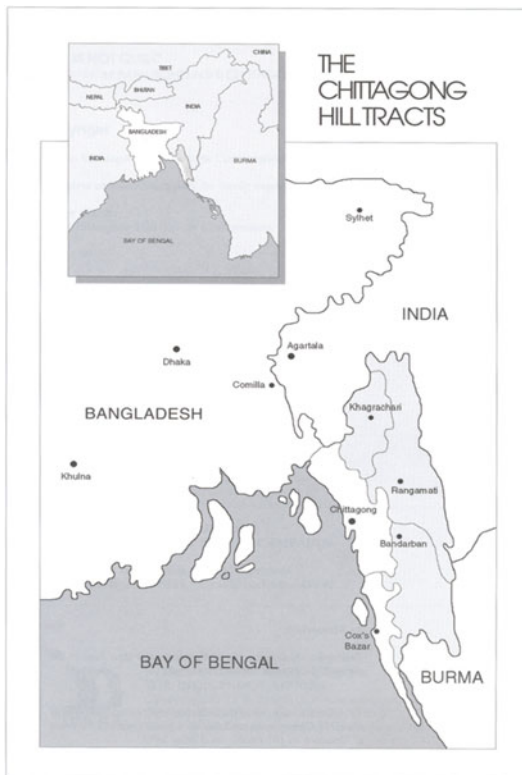 THE
CHITTAGONG
HILL TRACTS
CHINA
TIBET
NEPAL
BHUTAN
INDIA
BANGLADESH
INDIA
BURMA
BAY OF BENGAL
Sylhet
INDIA
Agartala
Dhaka
Comilla
BANGLADESH
Khagrachari
Khulna
Rangamati
Chittagong
Bandarban
Cox's
Bazar
BAY OF BENGAL
BURMA